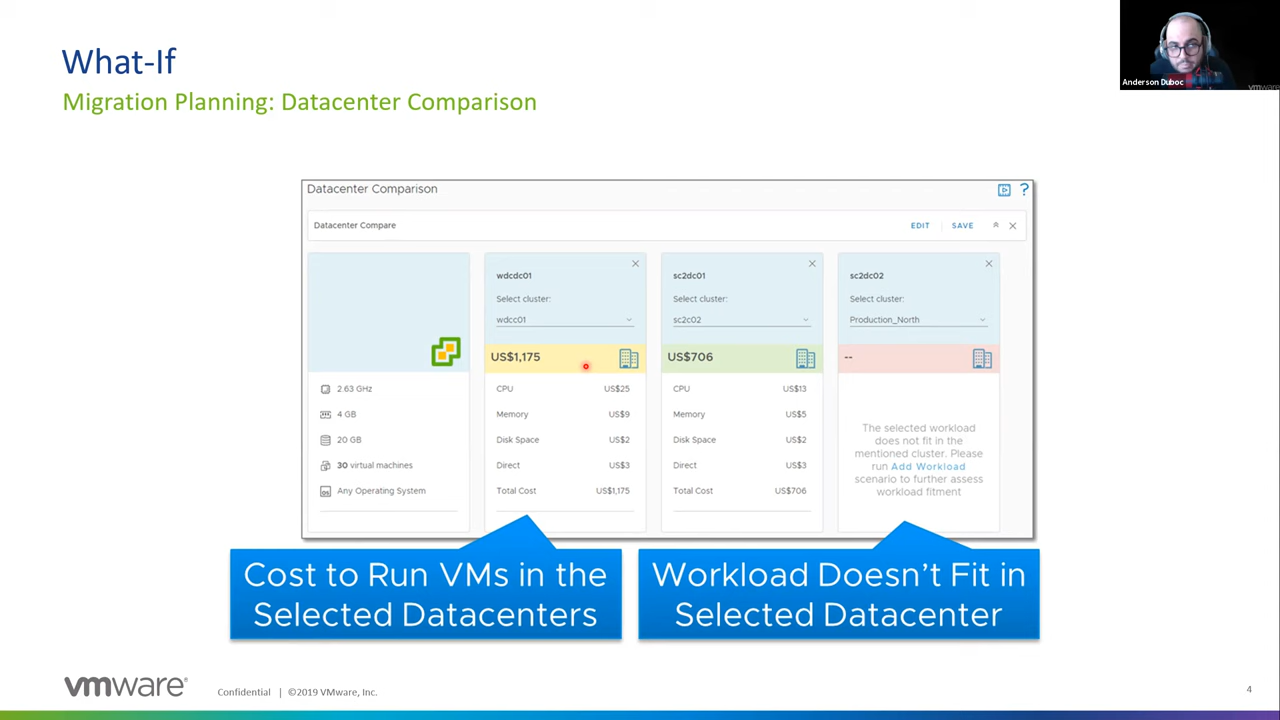 What-If
Migration Planning: Datacenter Comparison
Anderson Duboc
vmware
Datacenter Comparison
?
Datacenter Compare
EDIT
SAVE
2.63 GHz
4 GB
20 GB
30 virtual machines
Any Operating System
wdcdc01
Select cluster:
wdcc01
US$1,175
CPU US$25
Memory US$9
Disk Space US$2
Direct US$3
Total Cost US$1,175
sc2dc01
Select cluster:
sc2c02
US$706
CPU US$13
Memory US$5
Disk Space US$2
Direct US$3
Total Cost US$706
sc2dc02
Select cluster:
Production_North
--
The selected workload
does not fit in the
mentioned cluster. Please
run Add Workload
scenario to further assess
workload fitment
Cost to Run VMs in the
Selected Datacenters
Workload Doesn't Fit in
Selected Datacenter
vmware®
Confidential | ©2019 VMware, Inc.
4